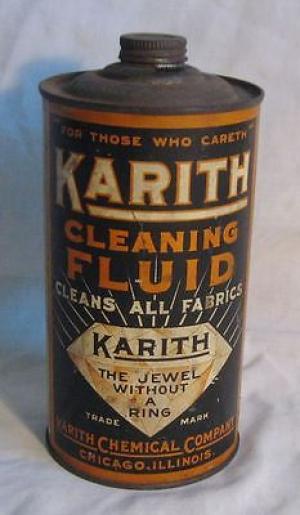 "FOR THOSE WHO CARETH"
KARITH
CLEANING
FLUID
CLEANS ALL FABRICS
KARITH
THE JEWEL
WITHOUT
A
RING
TRADE MARK
KARITH CHEMICAL COMPANY
CHICAGO, ILLINOIS.